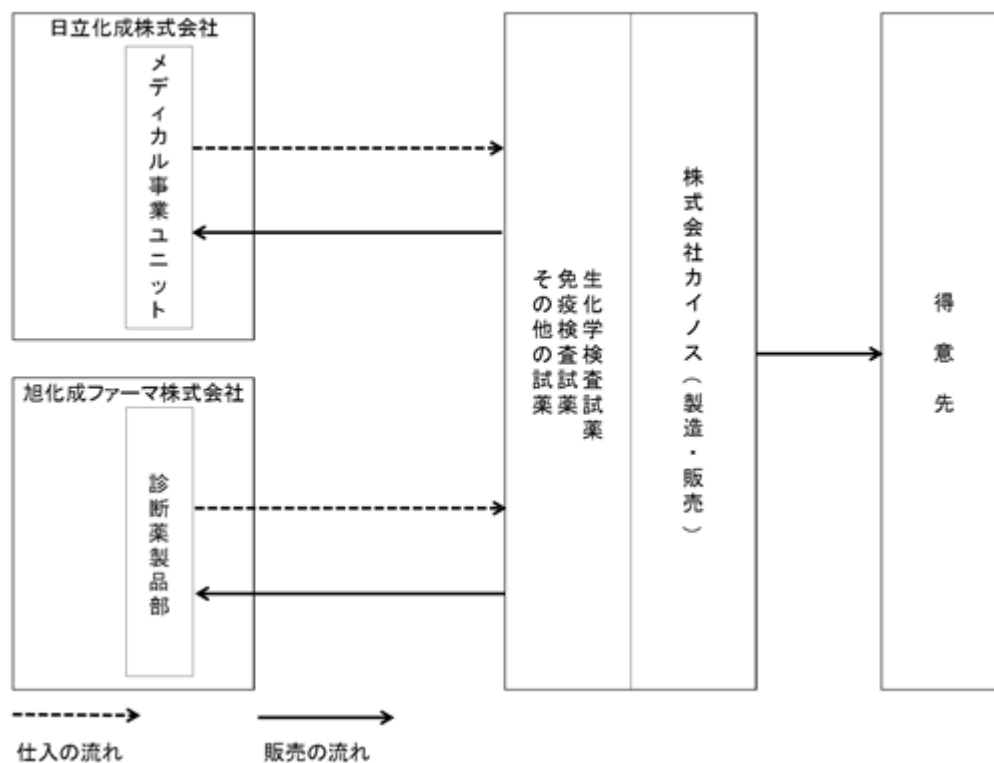 日立化成株式会社
メディカル事業ユニット
旭化成ファーマ株式会社
診断薬製品部
生化学検査試薬
免疫検査試薬
その他の試薬
株式会社カイノス(製造・販売)
得意先
仕入の流れ
販売の流れ